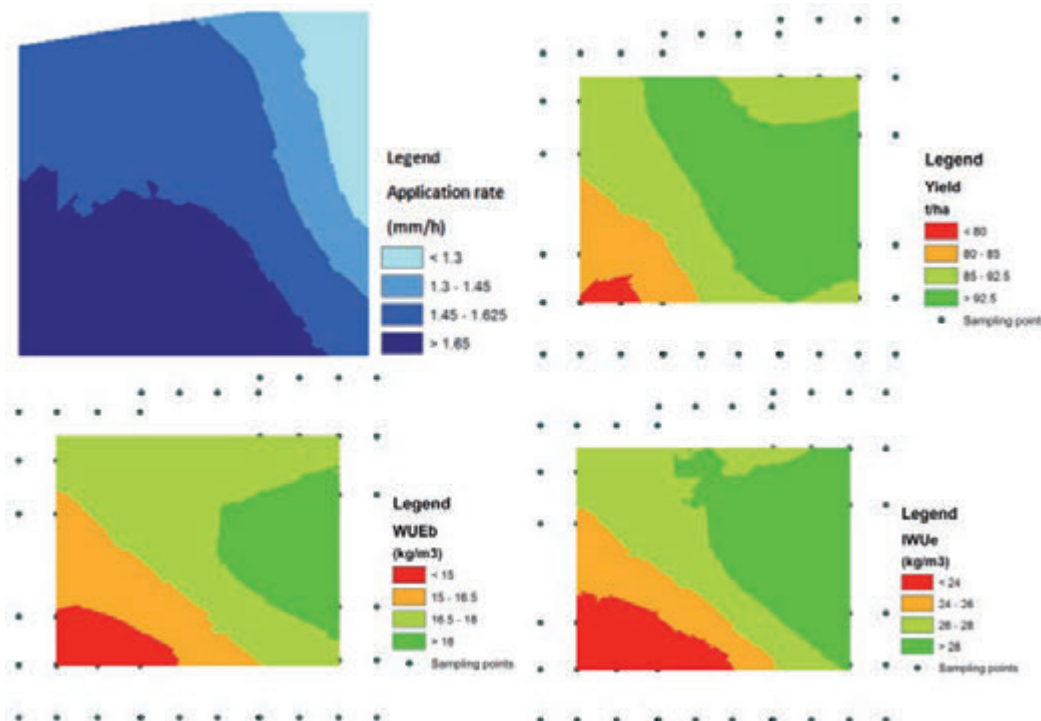 Legend
Application rate
(mm/h)
< 1.3
1.3 - 1.45
1.45 - 1.625
> 1.65
Legend
Yield
t/ha
< 80
80 - 85
85 - 92.5
> 92.5
Sampling points
Legend
WUEb
(kg/m3)
< 15
15 - 16.5
16.5 - 18
> 18
Sampling points
Legend
IWUe
(kg/m3)
< 24
24 - 26
26 - 28
> 28
Sampling points